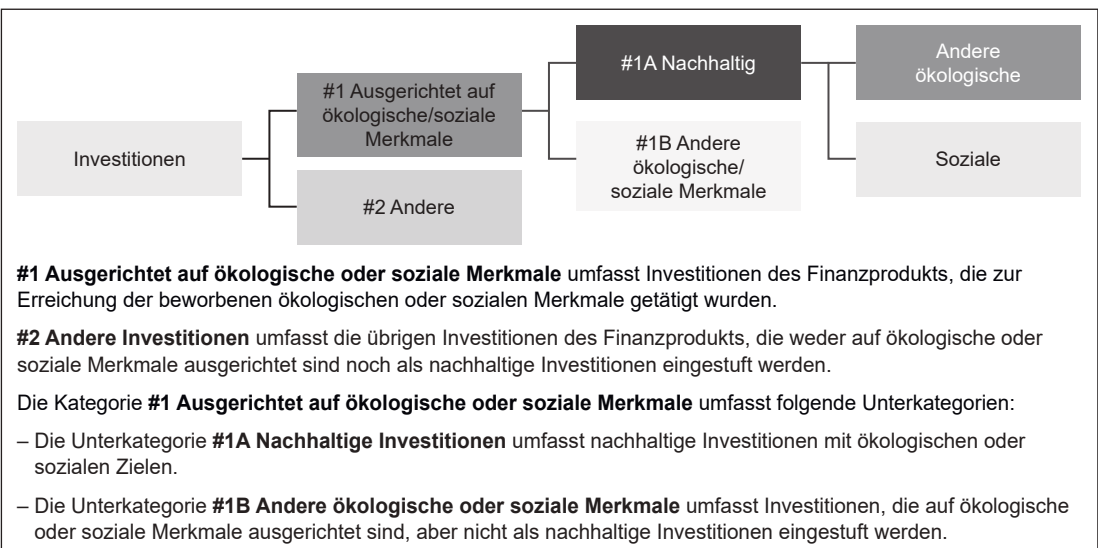 Investitionen
#1 Ausgerichtet auf
ökologische/soziale
Merkmale
#2 Andere
#1A Nachhaltig
#1B Andere
ökologische/
soziale Merkmale
Andere
ökologische
Soziale
#1 Ausgerichtet auf ökologische oder soziale Merkmale umfasst Investitionen des Finanzprodukts, die zur
Erreichung der beworbenen ökologischen oder sozialen Merkmale getätigt wurden.
#2 Andere Investitionen umfasst die übrigen Investitionen des Finanzprodukts, die weder auf ökologische oder
soziale Merkmale ausgerichtet sind noch als nachhaltige Investitionen eingestuft werden.
Die Kategorie #1 Ausgerichtet auf ökologische oder soziale Merkmale umfasst folgende Unterkategorien:
– Die Unterkategorie #1A Nachhaltige Investitionen umfasst nachhaltige Investitionen mit ökologischen oder
sozialen Zielen.
– Die Unterkategorie #1B Andere ökologische oder soziale Merkmale umfasst Investitionen, die auf ökologische
oder soziale Merkmale ausgerichtet sind, aber nicht als nachhaltige Investitionen eingestuft werden.